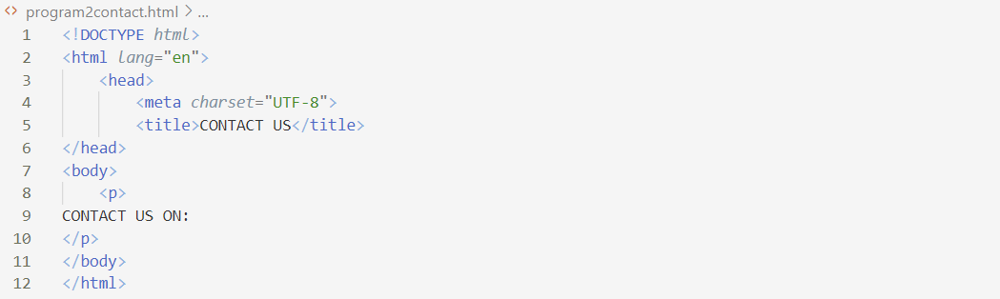 <> program2contact.html > ...
1 <!DOCTYPE html>
2 <html lang="en">
3     <head>
4         <meta charset="UTF-8">
5         <title>CONTACT US</title>
6 </head>
7 <body>
8     <p>
9 CONTACT US ON:
10 </p>
11 </body>
12 </html>